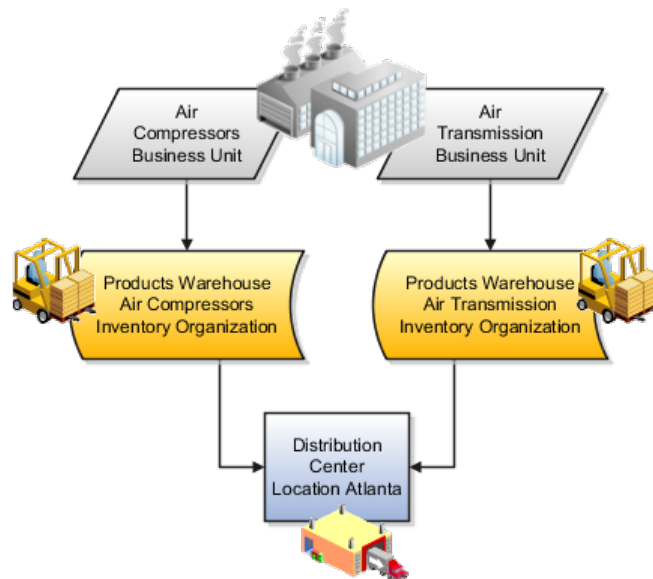 Air
Compressors
Business Unit
Air
Transmission
Business Unit
Products Warehouse
Air Compressors
Inventory Organization
Products Warehouse
Air Transmission
Inventory Organization
Distribution
Center
Location Atlanta